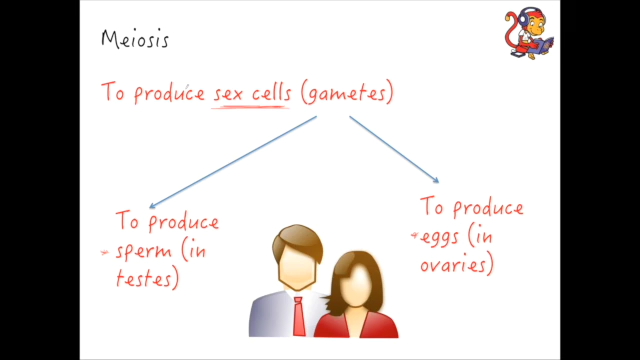 Meiosis
To produce sex cells (gametes)
To produce
sperm (in
testes)
To produce
eggs (in
ovaries)